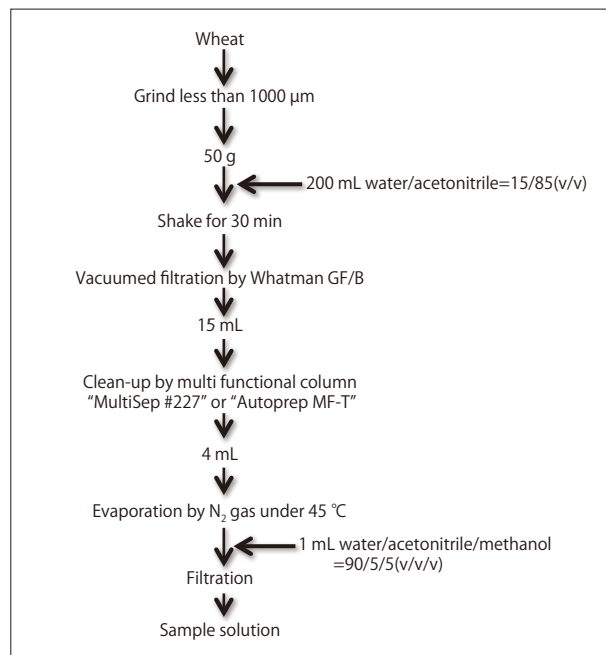 Wheat
Grind less than 1000 μm
50 g
200 mL water/acetonitrile=15/85(v/v)
Shake for 30 min
Vacuumed filtration by Whatman GF/B
15 mL
Clean-up by multi functional column
“MultiSep #227” or “Autoprep MF-T”
4 mL
Evaporation by N₂ gas under 45 ℃
1 mL water/acetonitrile/methanol
=90/5/5(v/v/v)
Filtration
Sample solution